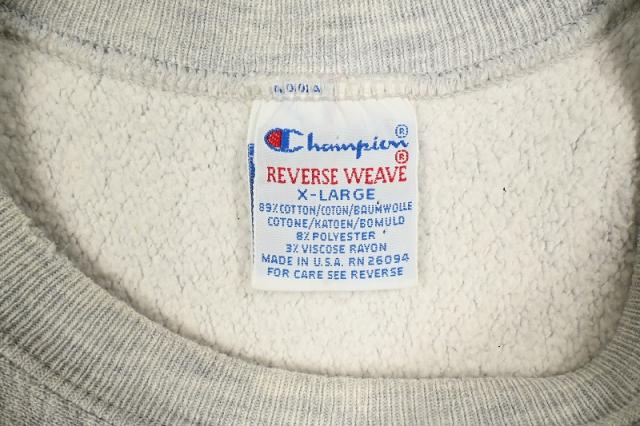 Champion®
REVERSE WEAVE®
X-LARGE
89% COTTON/COTON/BAUMWOLLE
COTONE/KATOEN/BOMULD
8% POLYESTER
3% VISCOSE RAYON
MADE IN U.S.A. RN 26094
FOR CARE SEE REVERSE